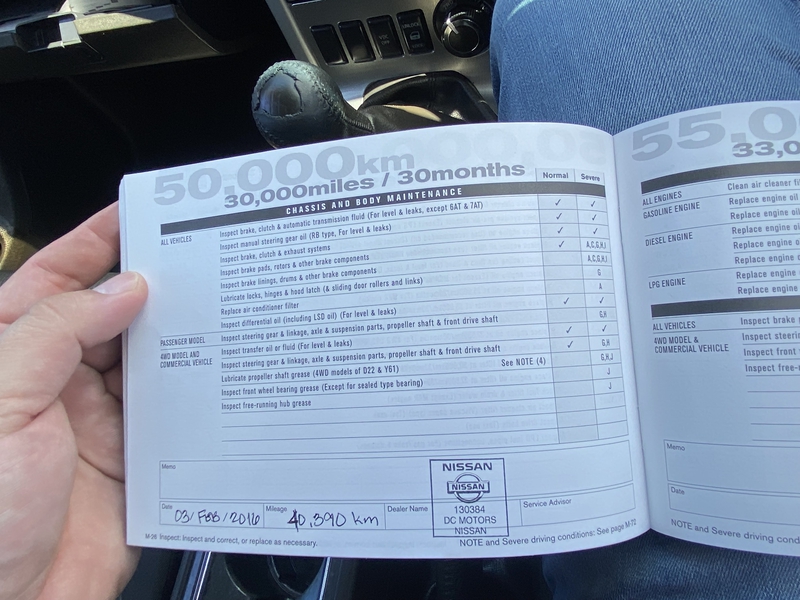 50,000km
30,000miles / 30months
Normal Severe
CHASSIS AND BODY MAINTENANCE
ALL VEHICLES Inspect brake, clutch & automatic transmission fluid (For level & leaks, except 6AT & 7AT) ✓ ✓
Inspect manual steering gear oil (RB type, For level & leaks) ✓ ✓
Inspect brake, clutch & exhaust systems ✓ ✓
Inspect brake pads, rotors & other brake components ✓ A,C,G,H,I
Inspect brake linings, drums & other brake components A,C,G,H,I
Lubricate locks, hinges & hood latch (& sliding door rollers and links) G
Replace air conditioner filter A
Inspect differential oil (including LSD oil) (For level & leaks) ✓ ✓
PASSENGER MODEL Inspect steering gear & linkage, axle & suspension parts, propeller shaft & front drive shaft G,H
4WD MODEL AND COMMERCIAL VEHICLE Inspect transfer oil or fluid (For level & leaks) ✓ ✓
Inspect steering gear & linkage, axle & suspension parts, propeller shaft & front drive shaft ✓ G,H
Lubricate propeller shaft grease (4WD models of D22 & Y61) See NOTE (4) G,H,J
Inspect front wheel bearing grease (Except for sealed type bearing) J
Inspect free-running hub grease J
Memo
Date 03/FEB/2016 Mileage 40,390 km Dealer Name Service Advisor
NISSAN
NISSAN
130384
DC MOTORS
NISSAN
M-26 Inspect: Inspect and correct, or replace as necessary. NOTE and Severe driving conditions: See page M-70
55,0
33,0
ALL ENGINES Clean air cleaner fi
GASOLINE ENGINE Replace engine oil
Replace engine oi
DIESEL ENGINE Replace engine oi
Replace engine o
Replace engine o
LPG ENGINE Replace engine
Replace engine
ALL VEHICLES Inspect brake
4WD MODEL & Inspect steerin
COMMERCIAL VEHICLE Inspect front
Inspect free-
Memo
Date
NOTE and Severe driving condit